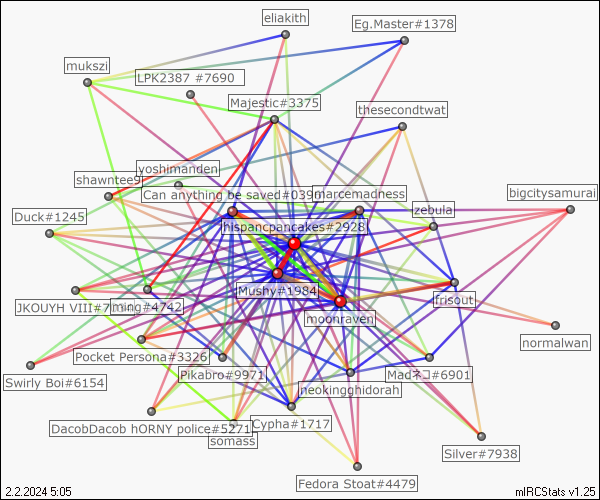 eliakith
Eg.Master#1378
mukszi
LPK2387 #7690
Majestic#3375
thesecondtwat
yoshimanden
shawntee9
Can anything be saved#039
marcemadness
bigcitysamurai
zebula
Duck#1245
hispancpancakes#2928
Mushy#1984
JKOUYH VIII#7
ming#4742
frisout
moonraven
normalwan
Pocket Persona#3326
Pikabro#9971
Madネコ#6901
Swirly Boi#6154
neokingghidorah
DacobDacob hORNY police#5271
Cypha#1717
somass
Silver#7938
Fedora Stoat#4479
2.2.2024 5:05
mIRCStats v1.25